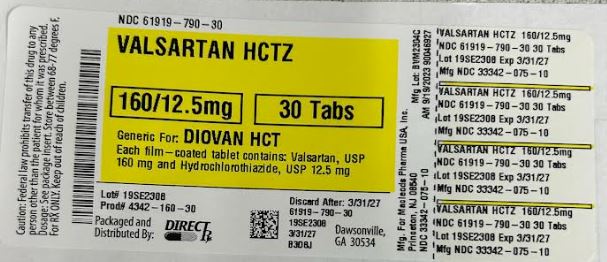 NDC 61919-790-30
VALSARTAN HCTZ
160/12.5mg
30 Tabs
Generic For: DIOVAN HCT
Each film-coated tablet contains: Valsartan, USP
160 mg and Hydrochlorothiazide, USP 12.5 mg
Caution: Federal law prohibits transfer of this drug to any
person other than the patient for whom it was prescribed.
Dosage: See package insert. Store between 68-77 degrees F.
For RX ONLY. Keep out of reach of children.
Lot# 19SE2308
Prod# 4342-160-30
Packaged and
Distributed By:
DIRECT Rx
Discard After: 3/31/27
61919-790-30
19SE2308
3/31/27
B3D8J
Dawsonville,
GA 30534
Mfg. For Macleods Pharma USA, Inc.
Princeton, NJ 08540
NDC 33342-075-10
Mfg Lot: BVM2304C
AM 9/19/2023 90046927
VALSARTAN HCTZ 160/12.5mg
NDC 61919-790-30 30 Tabs
Lot 19SE2308 Exp 3/31/27
Mfg NDC 33342-075-10
VALSARTAN HCTZ 160/12.5mg
NDC 61919-790-30 30 Tabs
Lot 19SE2308 Exp 3/31/27
Mfg NDC 33342-075-10
VALSARTAN HCTZ 160/12.5mg
NDC 61919-790-30 30 Tabs
Lot 19SE2308 Exp 3/31/27
Mfg NDC 33342-075-10
VALSARTAN HCTZ 160/12.5mg
NDC 61919-790-30 30 Tabs
Lot 19SE2308 Exp 3/31/27
Mfg NDC 33342-075-10